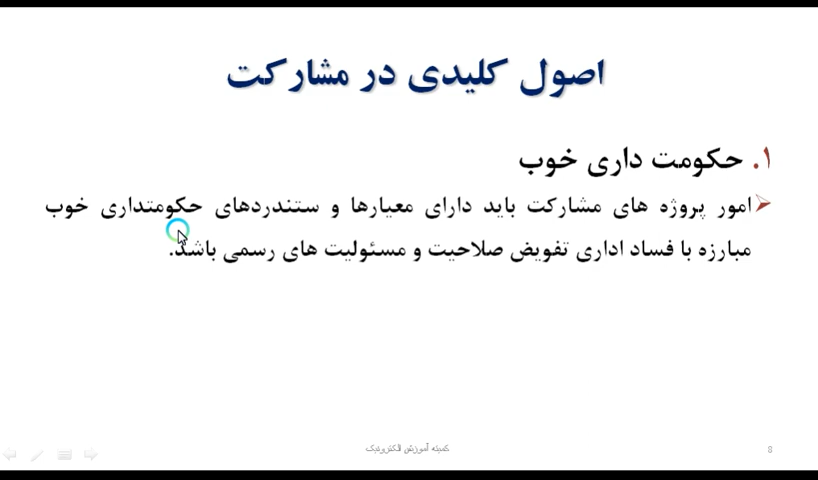 اصول کلیدی در مشارکت
۱. حکومت داری خوب
امور پروژه های مشارکت باید دارای معیارها و ستندردهای حکومتداری خوب
مبارزه با فساد اداری تفویض صلاحیت و مسئولیت های رسمی باشد.
کمیته آموزش الکترونیک
8